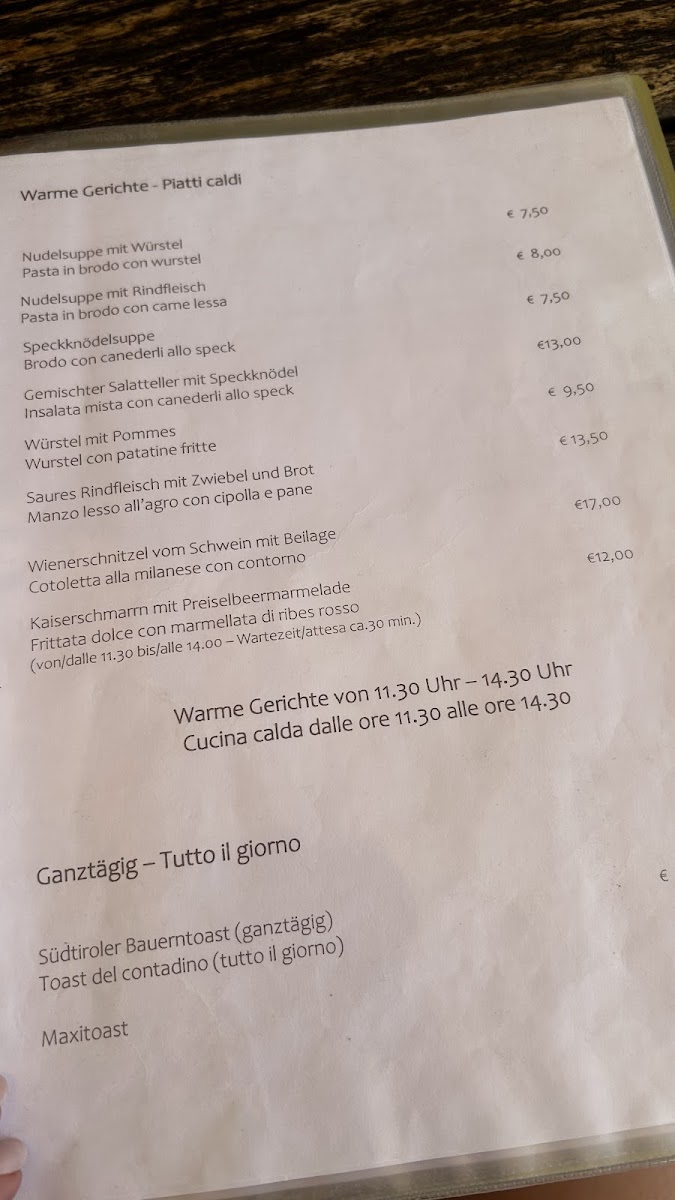 Warme Gerichte - Piatti caldi
Nudelsuppe mit Würstel € 7,50
Pasta in brodo con wurstel
Nudelsuppe mit Rindfleisch € 8,00
Pasta in brodo con carne lessa
Speckknödelsuppe € 7,50
Brodo con canederli allo speck
Gemischter Salatteller mit Speckknödel €13,00
Insalata mista con canederli allo speck
Würstel mit Pommes € 9,50
Wurstel con patatine fritte
Saures Rindfleisch mit Zwiebel und Brot € 13,50
Manzo lesso all'agro con cipolla e pane
Wienerschnitzel vom Schwein mit Beilage €17,00
Cotoletta alla milanese con contorno
Kaiserschmarrn mit Preiselbeermarmelade €12,00
Frittata dolce con marmellata di ribes rosso
(von/dalle 11.30 bis/alle 14.00 – Wartezeit/attesa ca.30 min.)
Warme Gerichte von 11.30 Uhr – 14.30 Uhr
Cucina calda dalle ore 11.30 alle ore 14.30
Ganztägig – Tutto il giorno
Südtiroler Bauerntoast (ganztägig) €
Toast del contadino (tutto il giorno)
Maxitoast